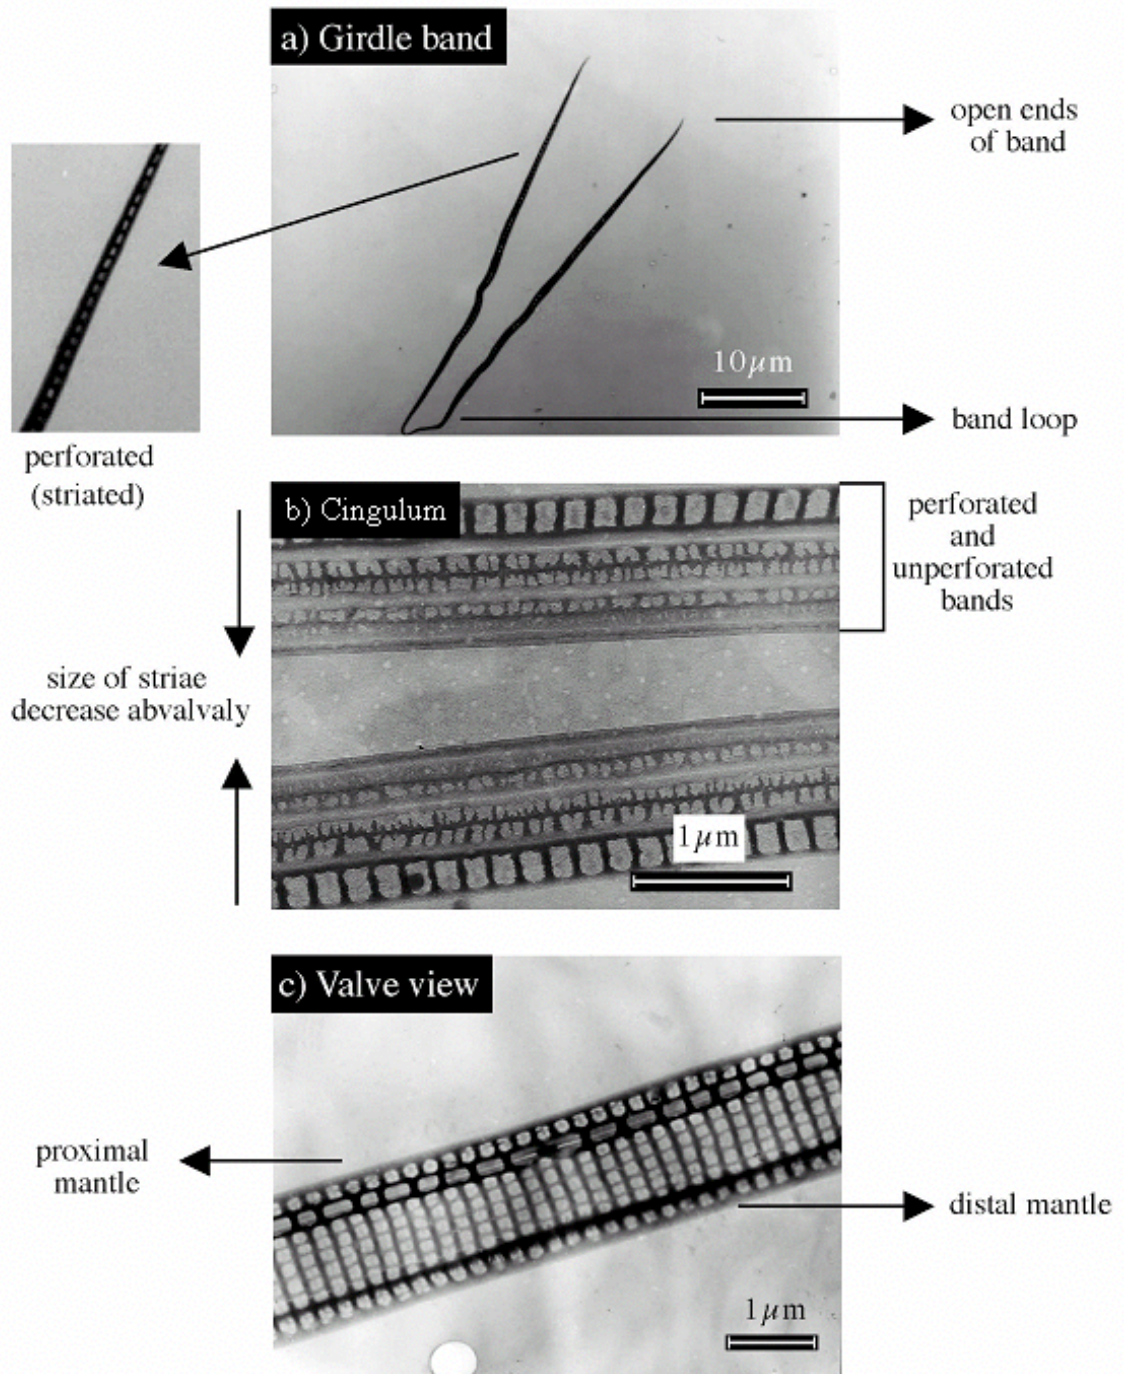 a) Girdle band
open ends
of band
10μm
band loop
perforated
(striated)
b) Cingulum
perforated
and
unperforated
bands
size of striae
decrease abvalvaly
1μm
c) Valve view
proximal
mantle
distal mantle
1μm